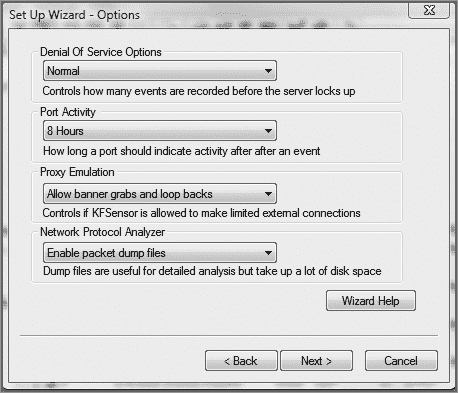 Set Up Wizard - Options
Denial Of Service Options
Normal
Controls how many events are recorded before the server locks up
Port Activity
8 Hours
How long a port should indicate activity after after an event
Proxy Emulation
Allow banner grabs and loop backs
Controls if KFSensor is allowed to make limited external connections
Network Protocol Analyzer
Enable packet dump files
Dump files are useful for detailed analysis but take up a lot of disk space
Wizard Help
< Back
Next >
Cancel